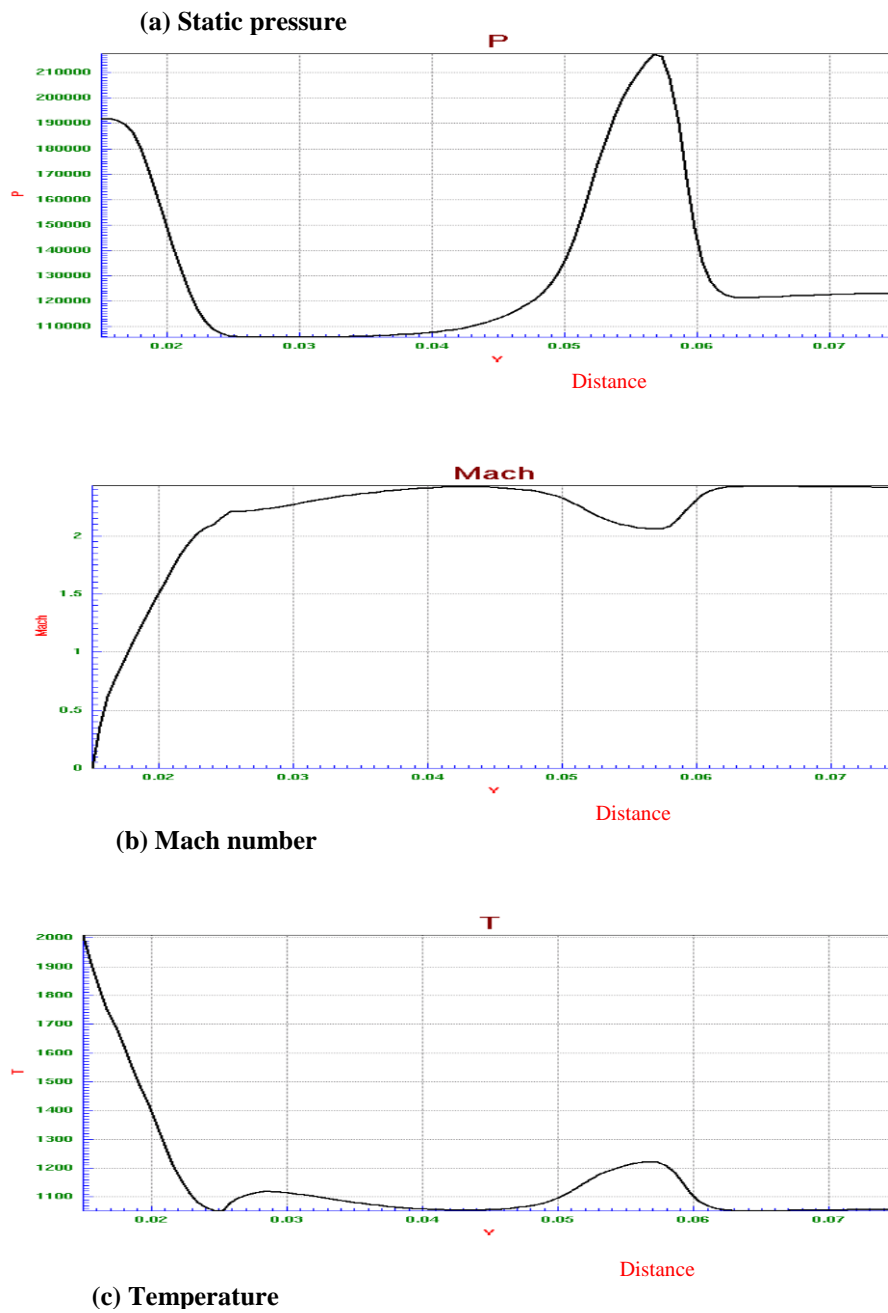 (a) Static pressure
P
210000
200000
190000
180000
170000
160000
150000
140000
130000
120000
110000
P
0.02 0.03 0.04 0.05 0.06 0.07
Y
Distance
Mach
2
1.5
1
0.5
0
Mach
0.02 0.03 0.04 0.05 0.06 0.07
Y
Distance
(b) Mach number
T
2000
1900
1800
1700
1600
1500
1400
1300
1200
1100
T
0.02 0.03 0.04 0.05 0.06 0.07
Y
Distance
(c) Temperature